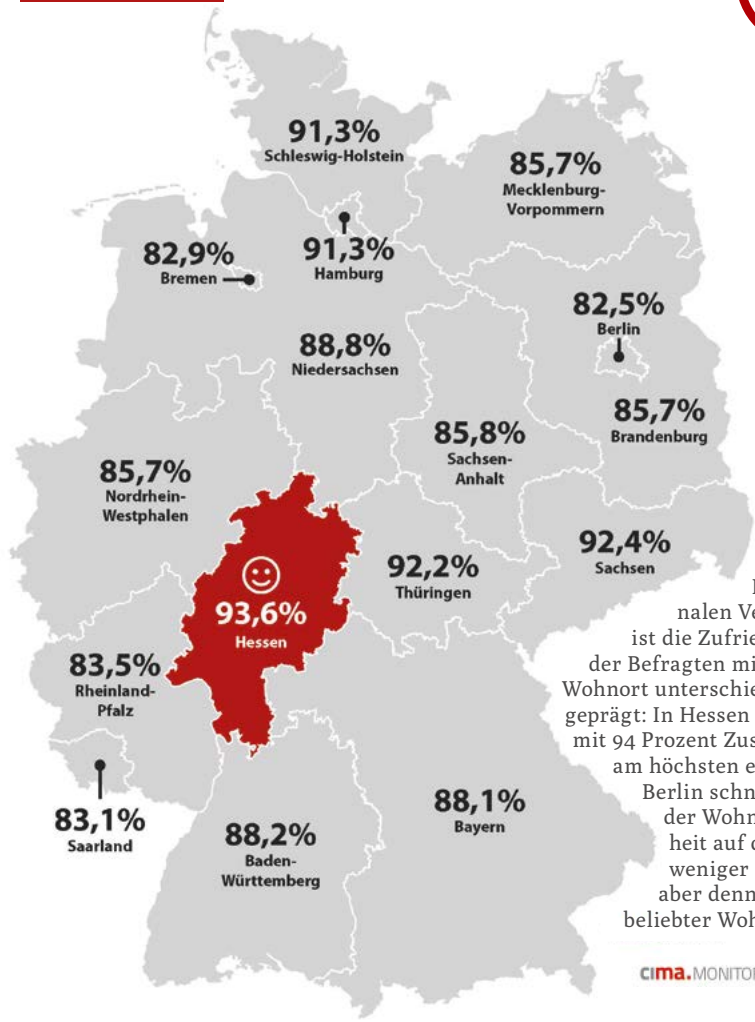 91,3%
Schleswig-Holstein
85,7%
Mecklenburg-
Vorpommern
82,9%
Bremen
91,3%
Hamburg
82,5%
Berlin
88,8%
Niedersachsen
85,7%
Brandenburg
85,8%
Sachsen-
Anhalt
85,7%
Nordrhein-
Westphalen
92,4%
Sachsen
92,2%
Thüringen
93,6%
Hessen
83,5%
Rheinland-
Pfalz
83,1%
Saarland
88,2%
Baden-
Württemberg
88,1%
Bayern
nalen Ve
ist die Zufrie
der Befragten mi
Wohnort unterschie
geprägt: In Hessen
mit 94 Prozent Zus
am höchsten e
Berlin schn
der Wohn
heit auf d
weniger
aber denn
beliebter Woh
cima.MONITOR